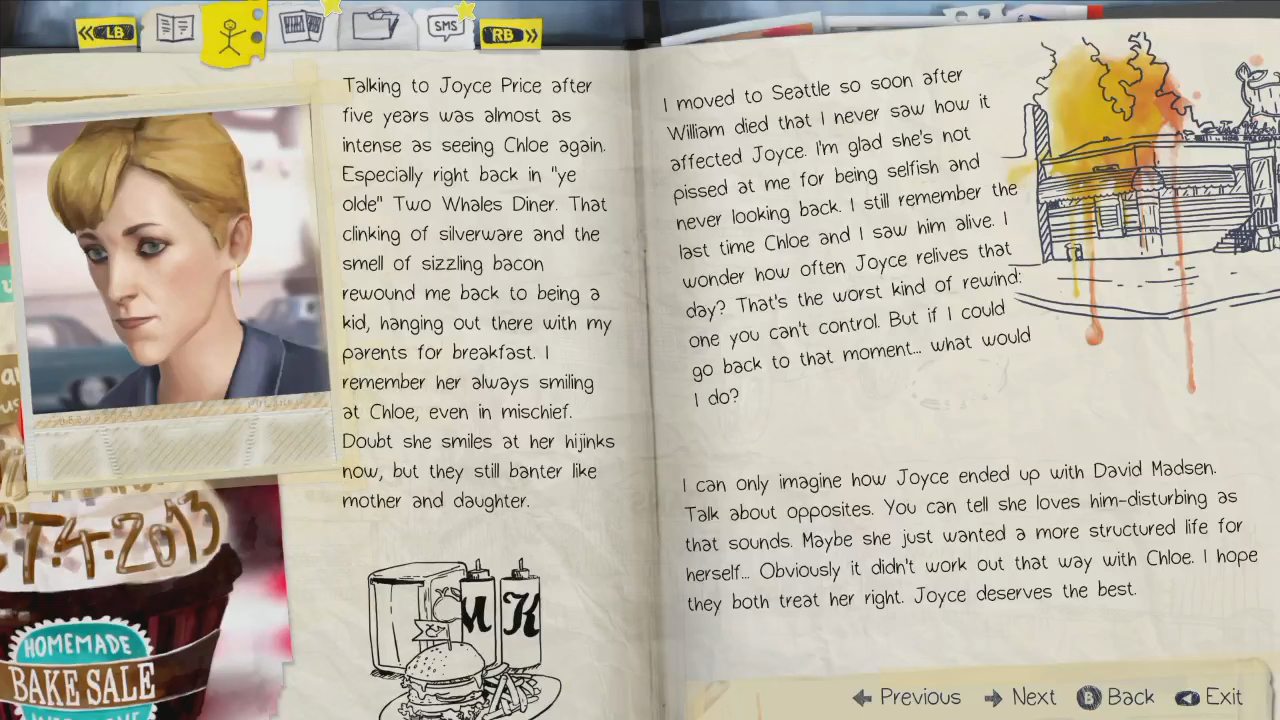 LB
SMS
RB
Talking to Joyce Price after
five years was almost as
intense as seeing Chloe again.
Especially right back in "ye
olde" Two Whales Diner. That
clinking of silverware and the
smell of sizzling bacon
rewound me back to being a
kid, hanging out there with my
parents for breakfast. I
remember her always smiling
at Chloe, even in mischief.
Doubt she smiles at her hijinks
now, but they still banter like
mother and daughter.
M K
CT.4.2013
HOMEMADE
BAKE SALE
I moved to Seattle so soon after
William died that I never saw how it
affected Joyce. I'm glad she's not
pissed at me for being selfish and
never looking back. I still remember the
last time Chloe and I saw him alive. I
wonder how often Joyce relives that
day? That's the worst kind of rewind:
one you can't control. But if I could
go back to that moment... what would
I do?
I can only imagine how Joyce ended up with David Madsen.
Talk about opposites. You can tell she loves him-disturbing as
that sounds. Maybe she just wanted a more structured life for
herself... Obviously it didn't work out that way with Chloe. I hope
they both treat her right. Joyce deserves the best.
Previous Next B Back Exit